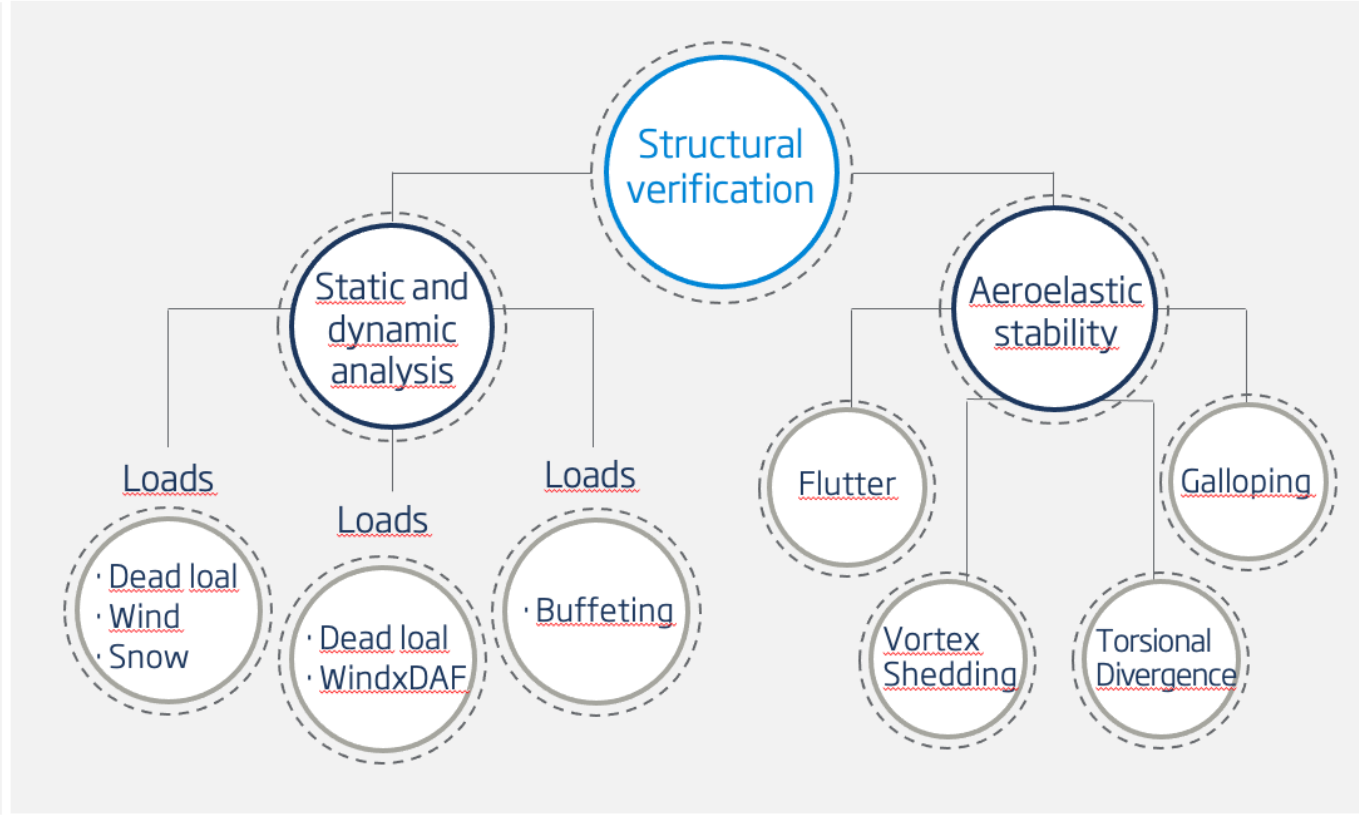 Structural
verification
Static and
dynamic
analysis
Aeroelastic
stability
Loads
· Dead loal
· Wind
· Snow
Loads
· Dead loal
· WindxDAF
Loads
· Buffeting
Flutter
Vortex
Shedding
Torsional
Divergence
Galloping